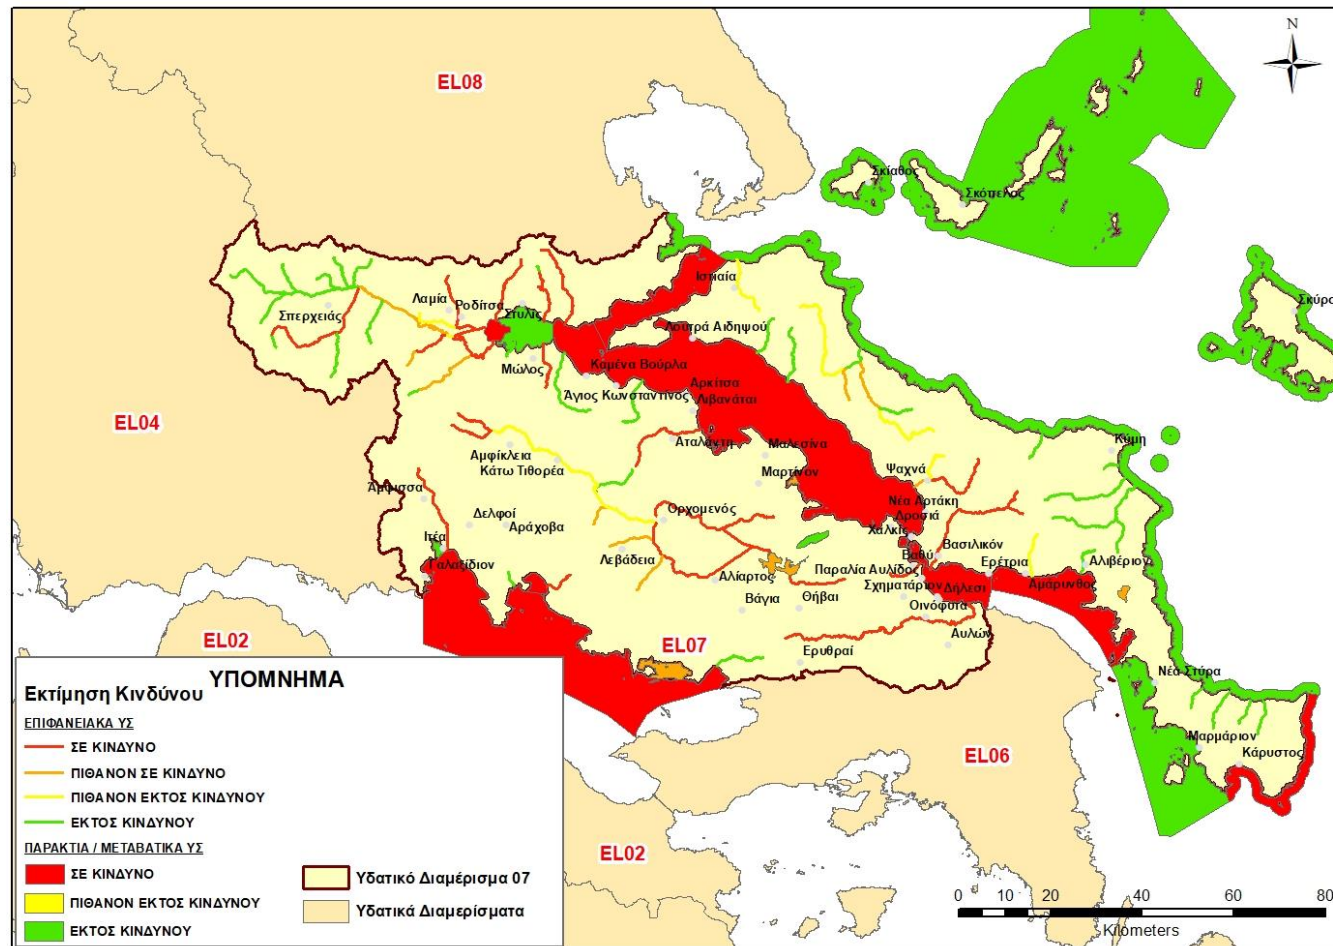 EL08
N
Σκίαθος
Σκόπελος
Σκύρο
Ιστιαία
Λαμία
Ροδίτσα
Στυλίς
Σπερχειάς
Λουτρά Αιδηψού
EL04
Μώλος
Καμένα Βούρλα
Άγιος Κωνσταντίνος
Αρκίτσα
Λιβανάται
Αταλάντη
Μαλεσίνα
Μαρτίνον
Κύμη
Αμφίκλεια
Κάτω Τιθορέα
Ψαχνά
Άμφισσα
Νέα Αρτάκη
Δροσιά
Δελφοί
Αράχοβα
Ορχομενός
Χαλκίς
Ιτέα
Λεβάδεια
Βαθύ
Βασιλικόν
Γαλαξίδιον
Αλίαρτος
Παραλία Αυλίδος
Ερέτρια
Αλιβέριον
Σχηματάριον
Δήλεσι
Αμάρυνθος
Βάγια
Θήβαι
Οινόφυτα
Αυλών
EL02
EL07
Ερυθραί
Νέα Στύρα
Μαρμάριον
Κάρυστος
EL06
EL02
ΥΠΟΜΝΗΜΑ
Εκτίμηση Κινδύνου
ΕΠΙΦΑΝΕΙΑΚΑ ΥΣ
ΣΕ ΚΙΝΔΥΝΟ
ΠΙΘΑΝΟΝ ΣΕ ΚΙΝΔΥΝΟ
ΠΙΘΑΝΟΝ ΕΚΤΟΣ ΚΙΝΔΥΝΟΥ
ΕΚΤΟΣ ΚΙΝΔΥΝΟΥ
ΠΑΡΑΚΤΙΑ / ΜΕΤΑΒΑΤΙΚΑ ΥΣ
ΣΕ ΚΙΝΔΥΝΟ
ΠΙΘΑΝΟΝ ΕΚΤΟΣ ΚΙΝΔΥΝΟΥ
ΕΚΤΟΣ ΚΙΝΔΥΝΟΥ
Υδατικό Διαμέρισμα 07
Υδατικά Διαμερίσματα
0 10 20 40 60 80
Kilometers